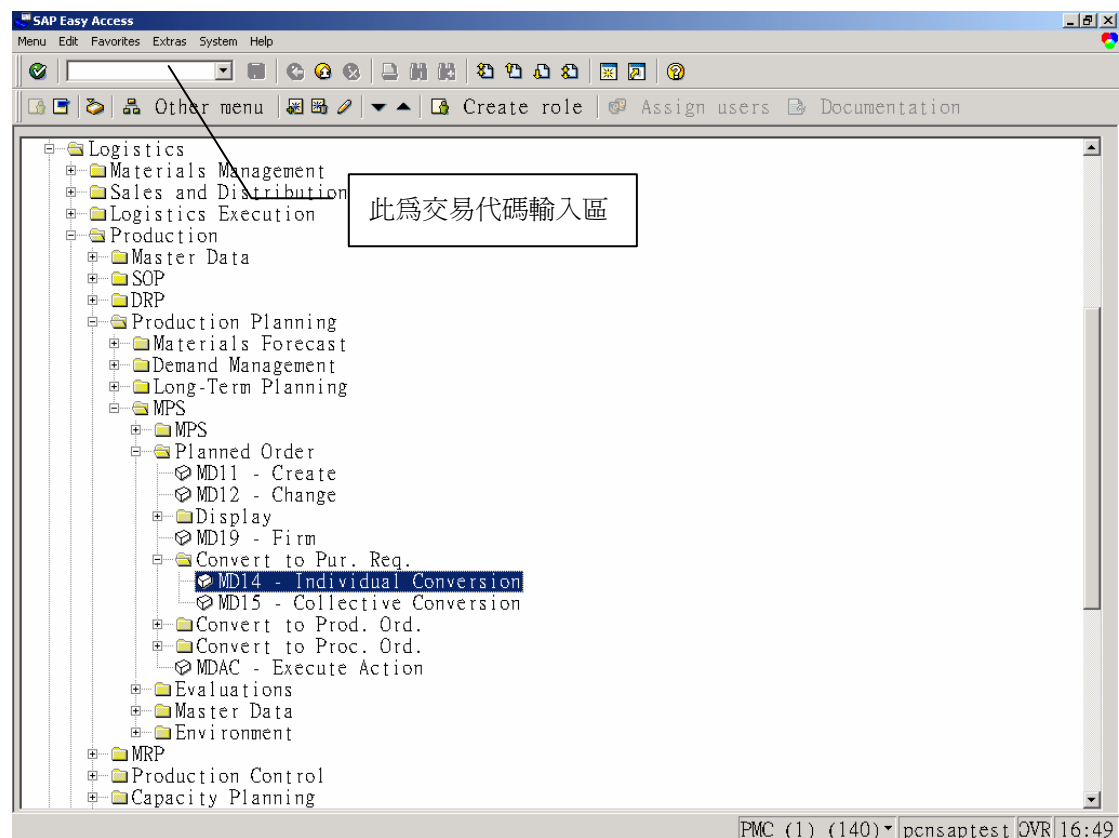 SAP Easy Access
Menu Edit Favorites Extras System Help
Other menu Create role Assign users Documentation
Logistics
Materials Management
Sales and Distribution
Logistics Execution
此爲交易代碼輸入區
Production
Master Data
SOP
DRP
Production Planning
Materials Forecast
Demand Management
Long-Term Planning
MPS
MPS
Planned Order
MD11 - Create
MD12 - Change
Display
MD19 - Firm
Convert to Pur. Req.
MD14 - Individual Conversion
MD15 - Collective Conversion
Convert to Prod. Ord.
Convert to Proc. Ord.
MDAC - Execute Action
Evaluations
Master Data
Environment
MRP
Production Control
Capacity Planning
PMC (1) (140) pcnsaptest OVR 16:49